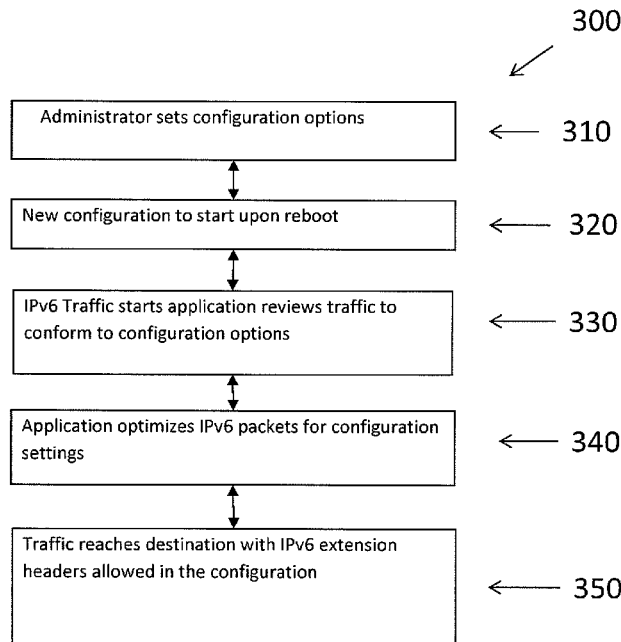 300
Administrator sets configuration options
310
New configuration to start upon reboot
320
IPv6 Traffic starts application reviews traffic to
conform to configuration options
330
Application optimizes IPv6 packets for configuration
settings
340
Traffic reaches destination with IPv6 extension
headers allowed in the configuration
350